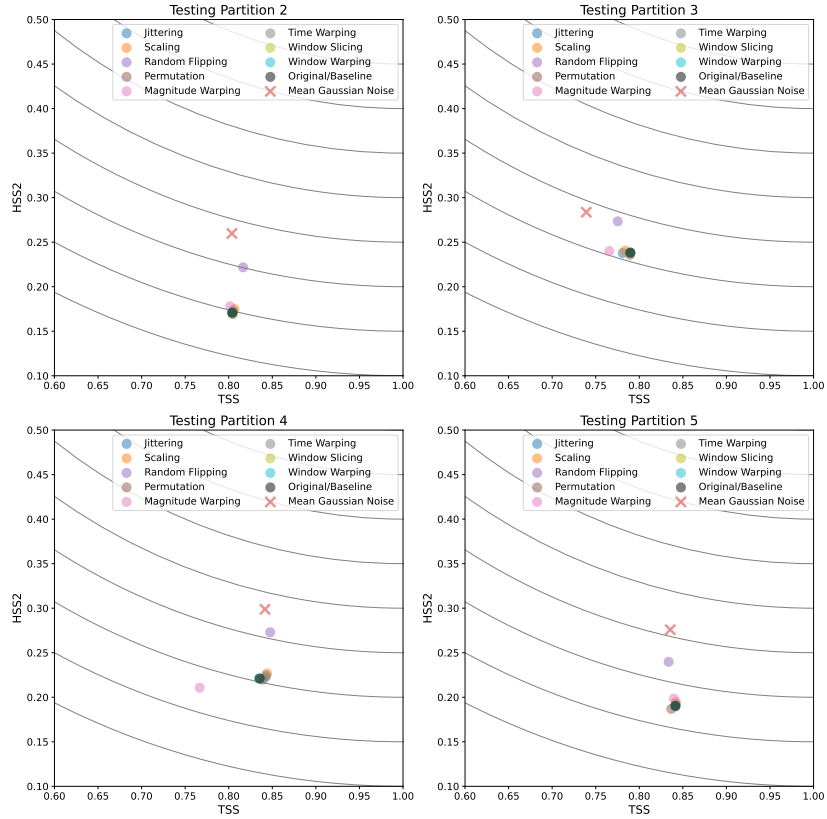 Testing Partition 2
0.50
0.45
0.40
0.35
0.30
0.25
0.20
0.15
0.10
HSS2
Jittering
Scaling
Random Flipping
Permutation
Magnitude Warping
Time Warping
Window Slicing
Window Warping
Original/Baseline
Mean Gaussian Noise
0.60 0.65 0.70 0.75 0.80 0.85 0.90 0.95 1.00
TSS
Testing Partition 3
0.50
0.45
0.40
0.35
0.30
0.25
0.20
0.15
0.10
HSS2
Jittering
Scaling
Random Flipping
Permutation
Magnitude Warping
Time Warping
Window Slicing
Window Warping
Original/Baseline
Mean Gaussian Noise
0.60 0.65 0.70 0.75 0.80 0.85 0.90 0.95 1.00
TSS
Testing Partition 4
0.50
0.45
0.40
0.35
0.30
0.25
0.20
0.15
0.10
HSS2
Jittering
Scaling
Random Flipping
Permutation
Magnitude Warping
Time Warping
Window Slicing
Window Warping
Original/Baseline
Mean Gaussian Noise
0.60 0.65 0.70 0.75 0.80 0.85 0.90 0.95 1.00
TSS
Testing Partition 5
0.50
0.45
0.40
0.35
0.30
0.25
0.20
0.15
0.10
HSS2
Jittering
Scaling
Random Flipping
Permutation
Magnitude Warping
Time Warping
Window Slicing
Window Warping
Original/Baseline
Mean Gaussian Noise
0.60 0.65 0.70 0.75 0.80 0.85 0.90 0.95 1.00
TSS